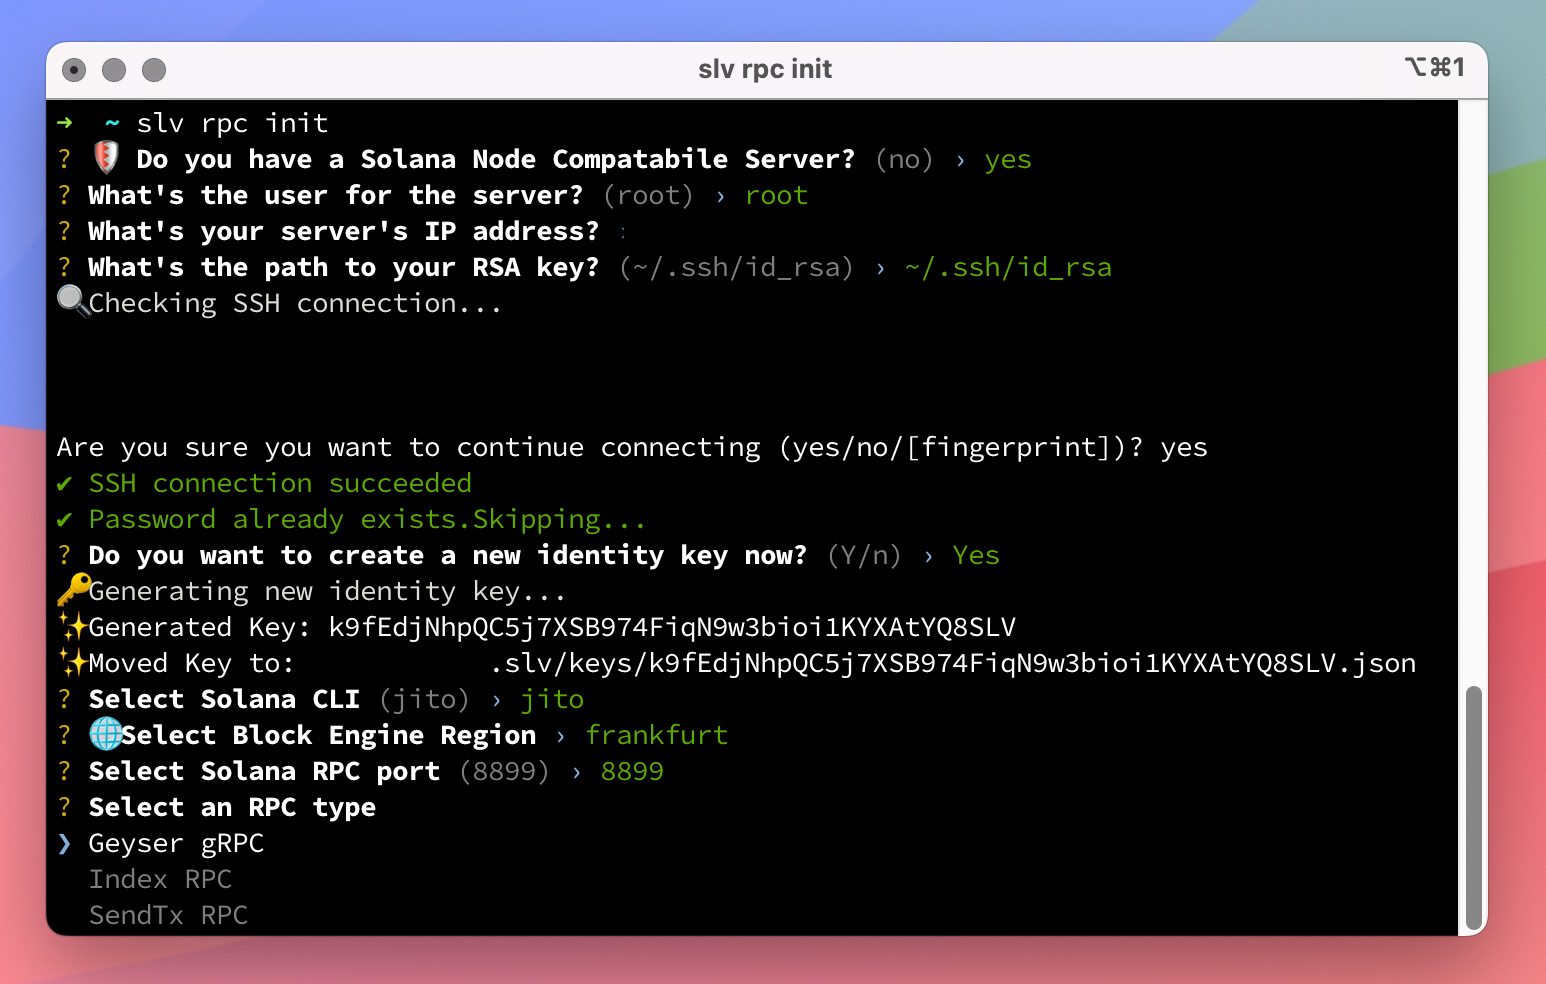 slv rpc init
⌥⌘1
➜ ~ slv rpc init
? 🛡️ Do you have a Solana Node Compatabile Server? (no) › yes
? What's the user for the server? (root) › root
? What's your server's IP address? ›
? What's the path to your RSA key? (~/.ssh/id_rsa) › ~/.ssh/id_rsa
🔍Checking SSH connection...
Are you sure you want to continue connecting (yes/no/[fingerprint])? yes
✔ SSH connection succeeded
✔ Password already exists.Skipping...
? Do you want to create a new identity key now? (Y/n) › Yes
🔑Generating new identity key...
✨Generated Key: k9fEdjNhpQC5j7XSB974FiqN9w3bioi1KYXAtYQ8SLV
✨Moved Key to: .slv/keys/k9fEdjNhpQC5j7XSB974FiqN9w3bioi1KYXAtYQ8SLV.json
? Select Solana CLI (jito) › jito
? 🌐Select Block Engine Region › frankfurt
? Select Solana RPC port (8899) › 8899
? Select an RPC type
❯ Geyser gRPC
Index RPC
SendTx RPC